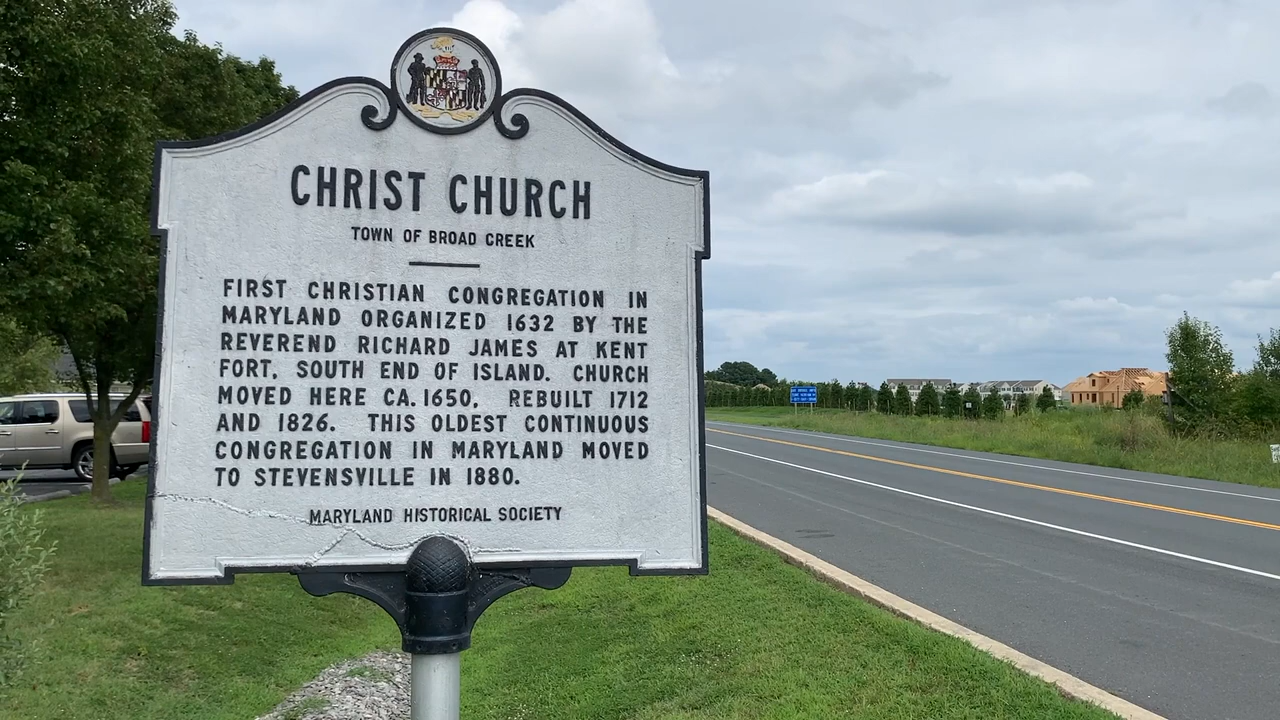 CHRIST CHURCH
TOWN OF BROAD CREEK
FIRST CHRISTIAN CONGREGATION IN
MARYLAND ORGANIZED 1632 BY THE
REVEREND RICHARD JAMES AT KENT
FORT, SOUTH END OF ISLAND. CHURCH
MOVED HERE CA. 1650. REBUILT 1712
AND 1826. THIS OLDEST CONTINUOUS
CONGREGATION IN MARYLAND MOVED
TO STEVENSVILLE IN 1880.
MARYLAND HISTORICAL SOCIETY